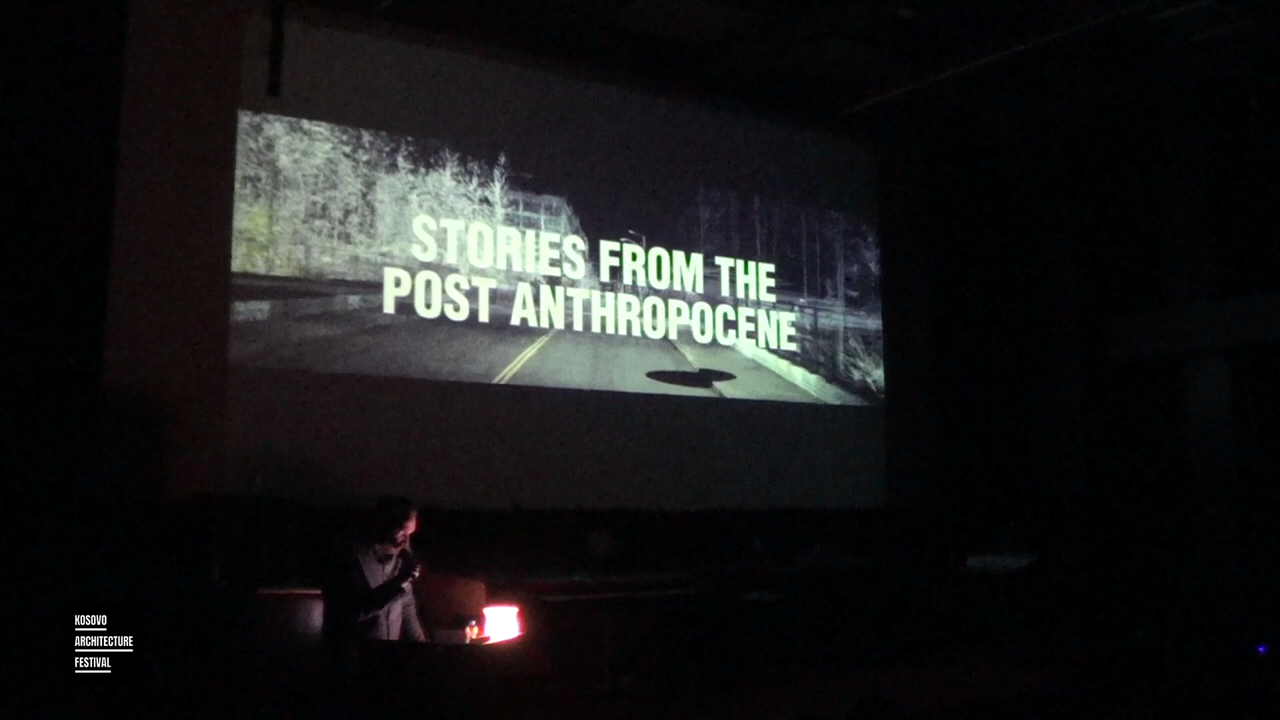 STORIES FROM THE
POST ANTHROPOCENE
KOSOVO
ARCHITECTURE
FESTIVAL